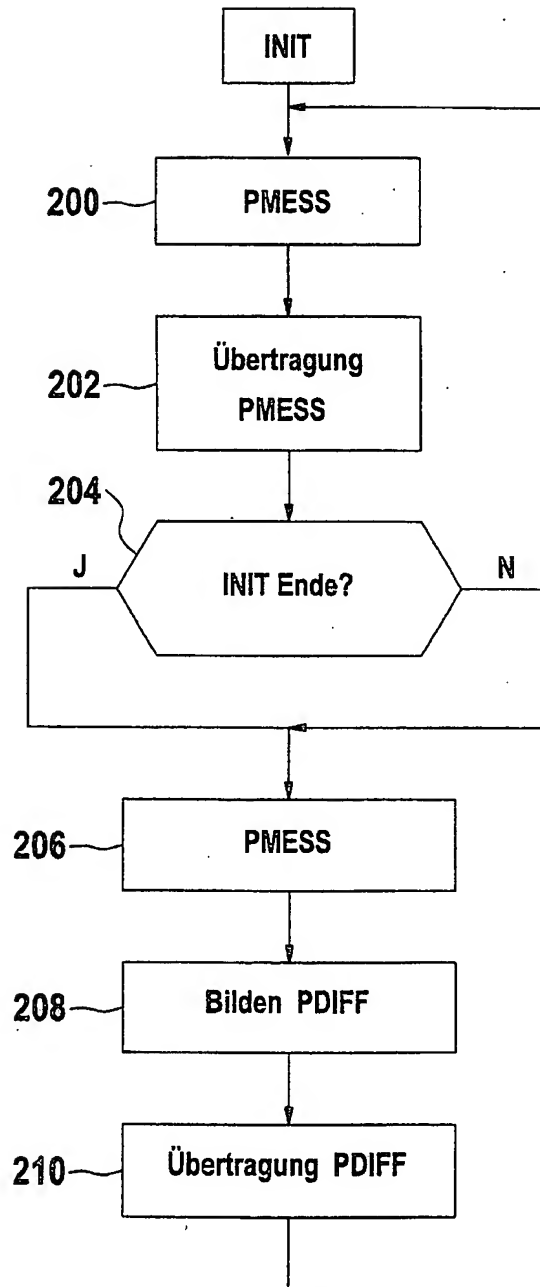 INIT
200
PMESS
202
Übertragung
PMESS
204
J
INIT Ende?
N
206
PMESS
208
Bilden PDIFF
210
Übertragung PDIFF